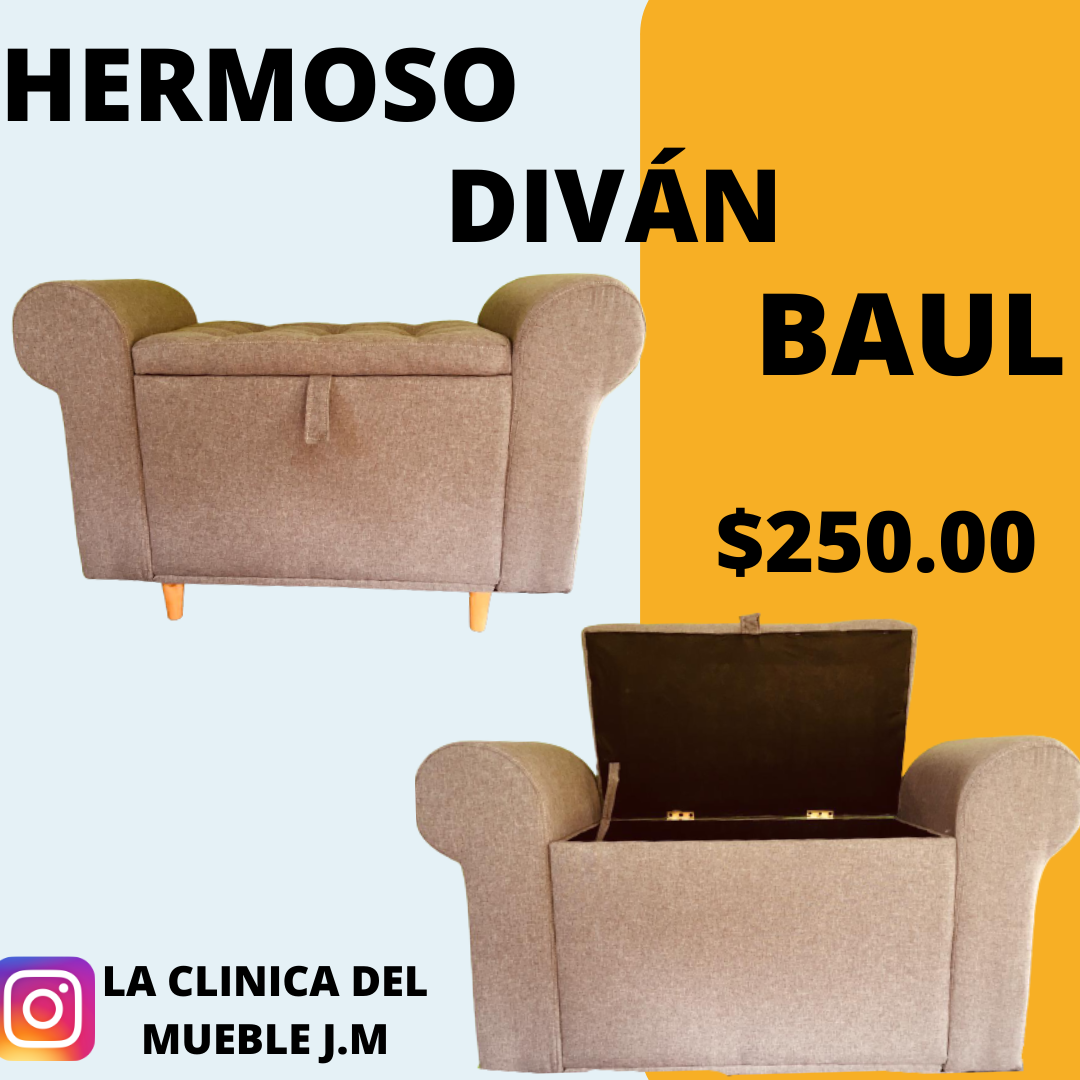 HERMOSO
DIVÁN
BAUL
$250.00
LA CLINICA DEL
MUEBLE J.M